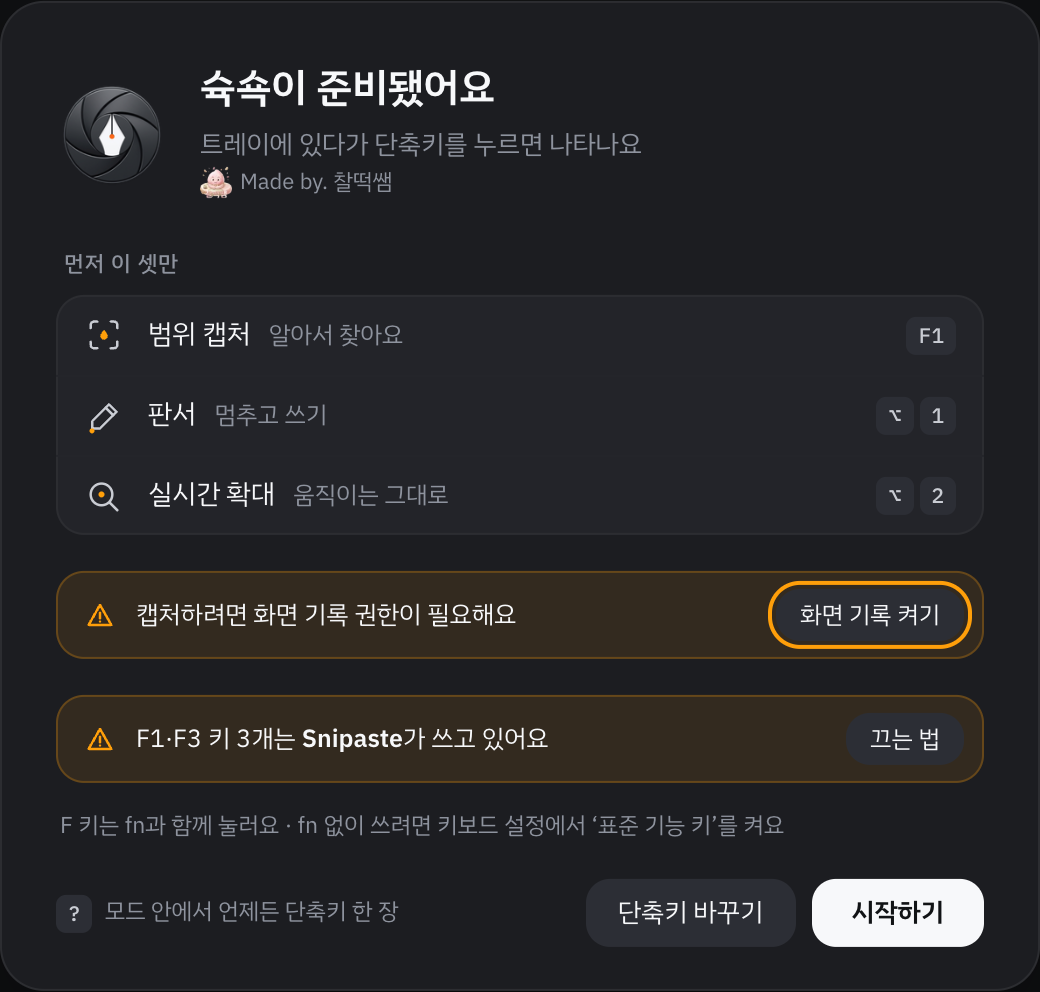 슉쇽이 준비됐어요
트레이에 있다가 단축키를 누르면 나타나요
Made by. 찰떡쌤
먼저 이 셋만
범위 캡처 알아서 찾아요 F1
판서 멈추고 쓰기 ⌥ 1
실시간 확대 움직이는 그대로 ⌥ 2
캡처하려면 화면 기록 권한이 필요해요 화면 기록 켜기
F1·F3 키 3개는 Snipaste가 쓰고 있어요 끄는 법
F 키는 fn과 함께 눌러요 · fn 없이 쓰려면 키보드 설정에서 ‘표준 기능 키’를 켜요
? 모드 안에서 언제든 단축키 한 장 단축키 바꾸기 시작하기